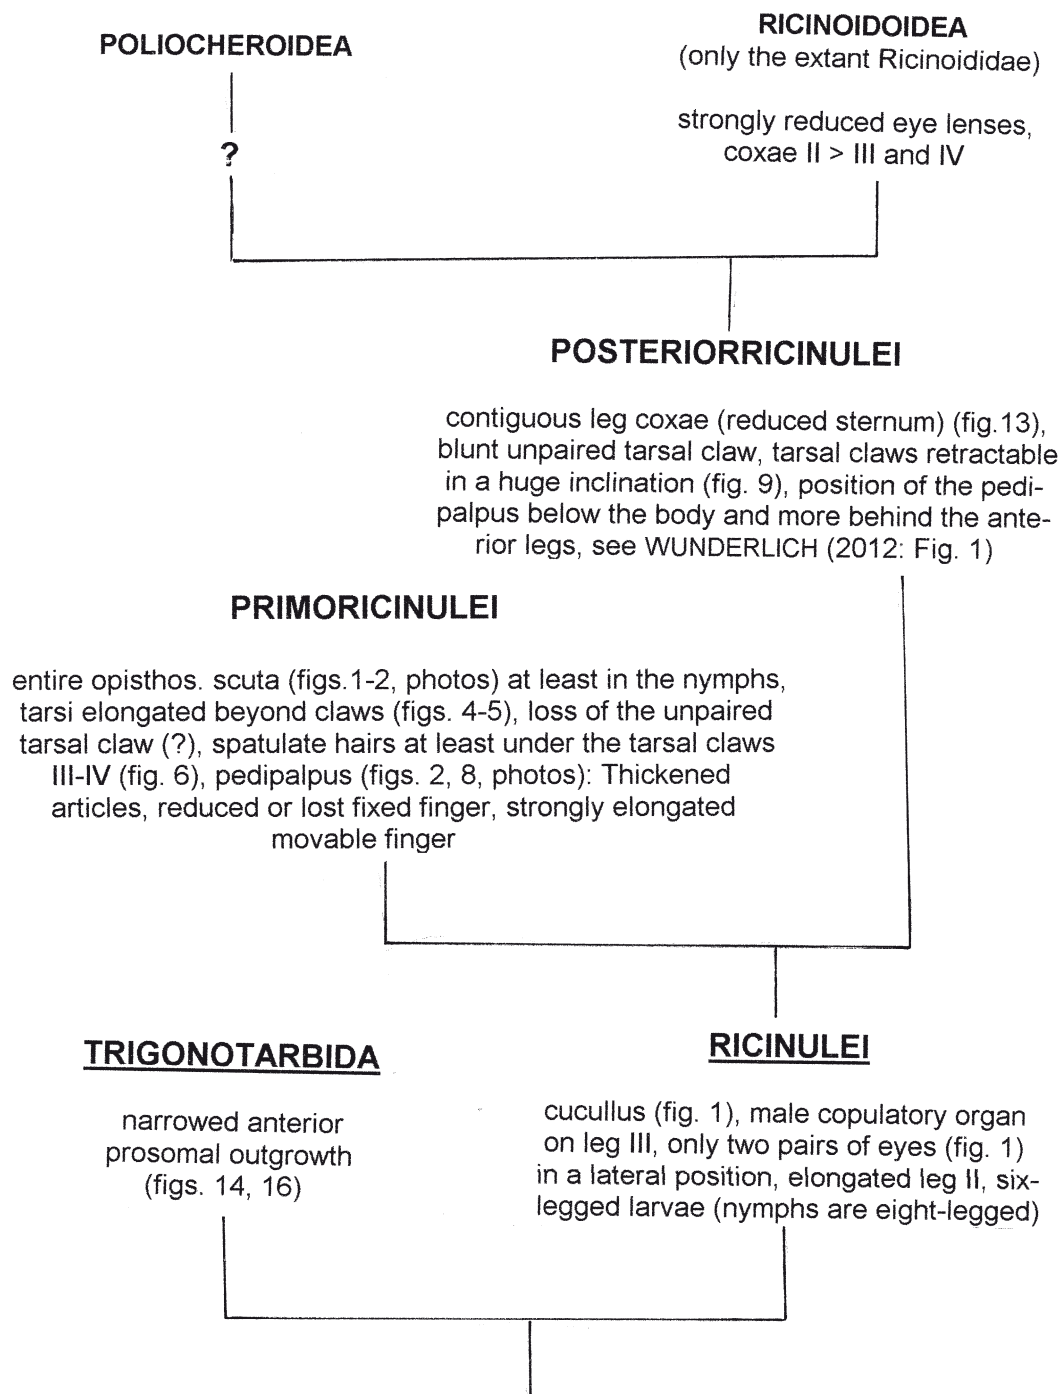 POLIOCHEROIDEA
RICINOIDOIDEA
(only the extant Ricinoididae)
strongly reduced eye lenses,
coxae II > III and IV
?
POSTERIORRICINULEI
contiguous leg coxae (reduced sternum) (fig.13),
blunt unpaired tarsal claw, tarsal claws retractable
in a huge inclination (fig. 9), position of the pedi-
palpus below the body and more behind the ante-
rior legs, see WUNDERLICH (2012: Fig. 1)
PRIMORICINULEI
entire opisthos. scuta (figs.1-2, photos) at least in the nymphs,
tarsi elongated beyond claws (figs. 4-5), loss of the unpaired
tarsal claw (?), spatulate hairs at least under the tarsal claws
III-IV (fig. 6), pedipalpus (figs. 2, 8, photos): Thickened
articles, reduced or lost fixed finger, strongly elongated
movable finger
TRIGONOTARBIDA
narrowed anterior
prosomal outgrowth
(figs. 14, 16)
RICINULEI
cucullus (fig. 1), male copulatory organ
on leg III, only two pairs of eyes (fig. 1)
in a lateral position, elongated leg II, six-
legged larvae (nymphs are eight-legged)